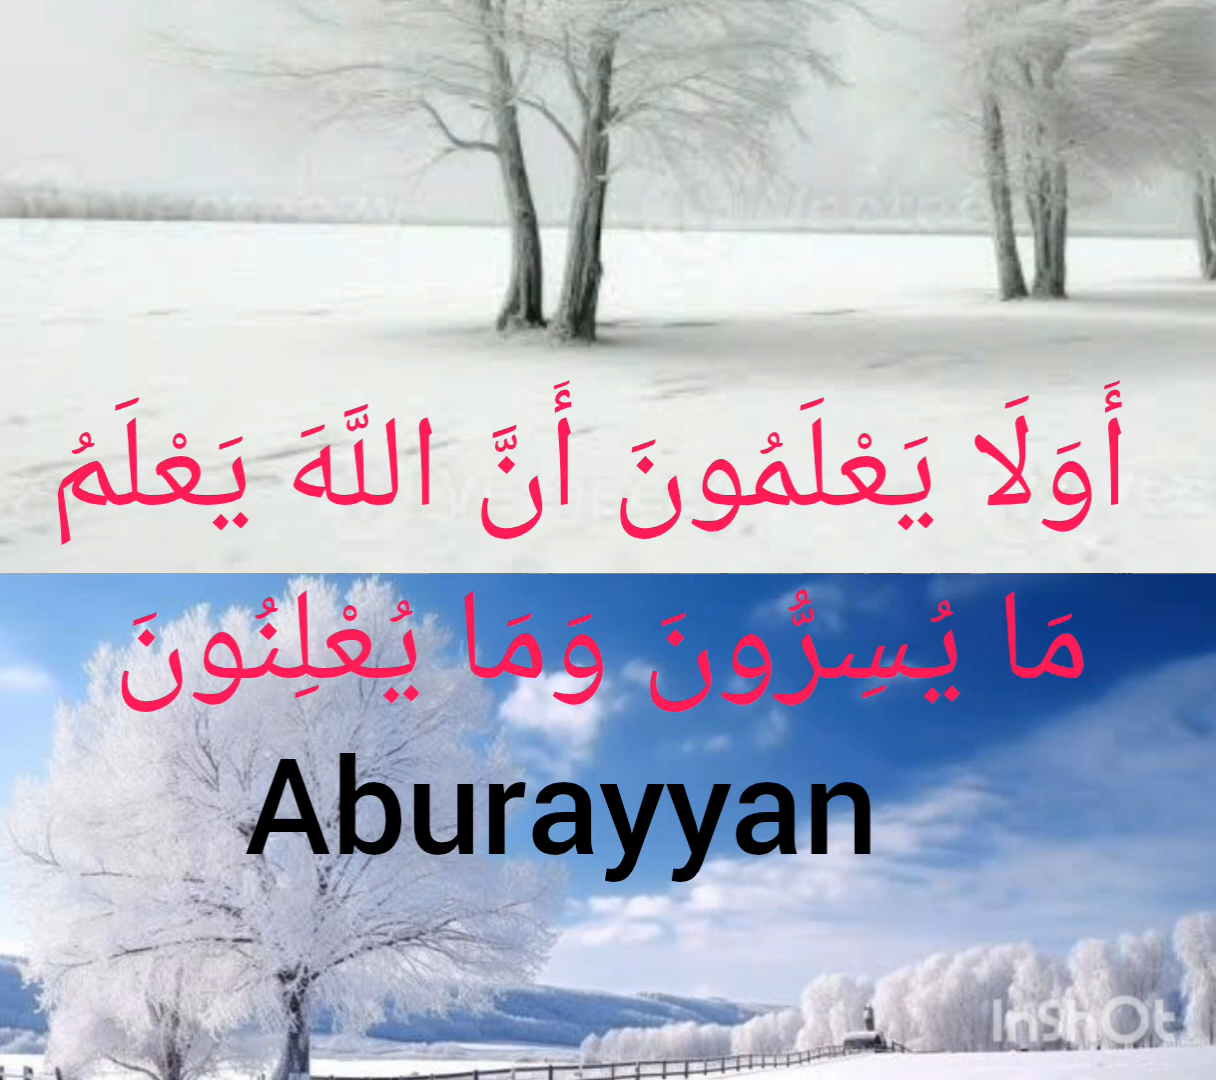 أَوَلَا يَعْلَمُونَ أَنَّ اللَّهَ يَعْلَمُ
مَا يُسِرُّونَ وَمَا يُعْلِنُونَ
Aburayyan
InShOt